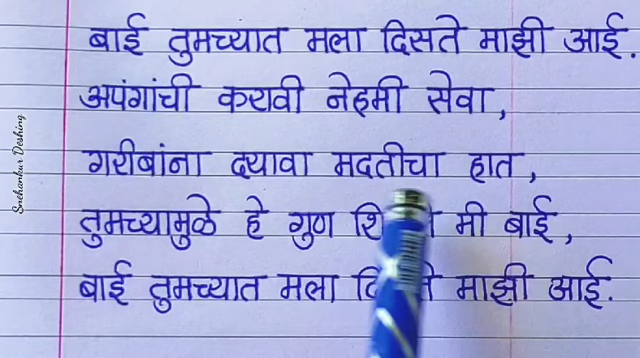 बाई तुमच्यात मला दिसते माझी आई.
अपंगांची करावी नेहमी सेवा,
गरीबांना द्यावा मदतीचा हात,
तुमच्यामुळे हे गुण मी बाई,
बाई तुमच्यात मला माझी आई.
Snehankur Deshing